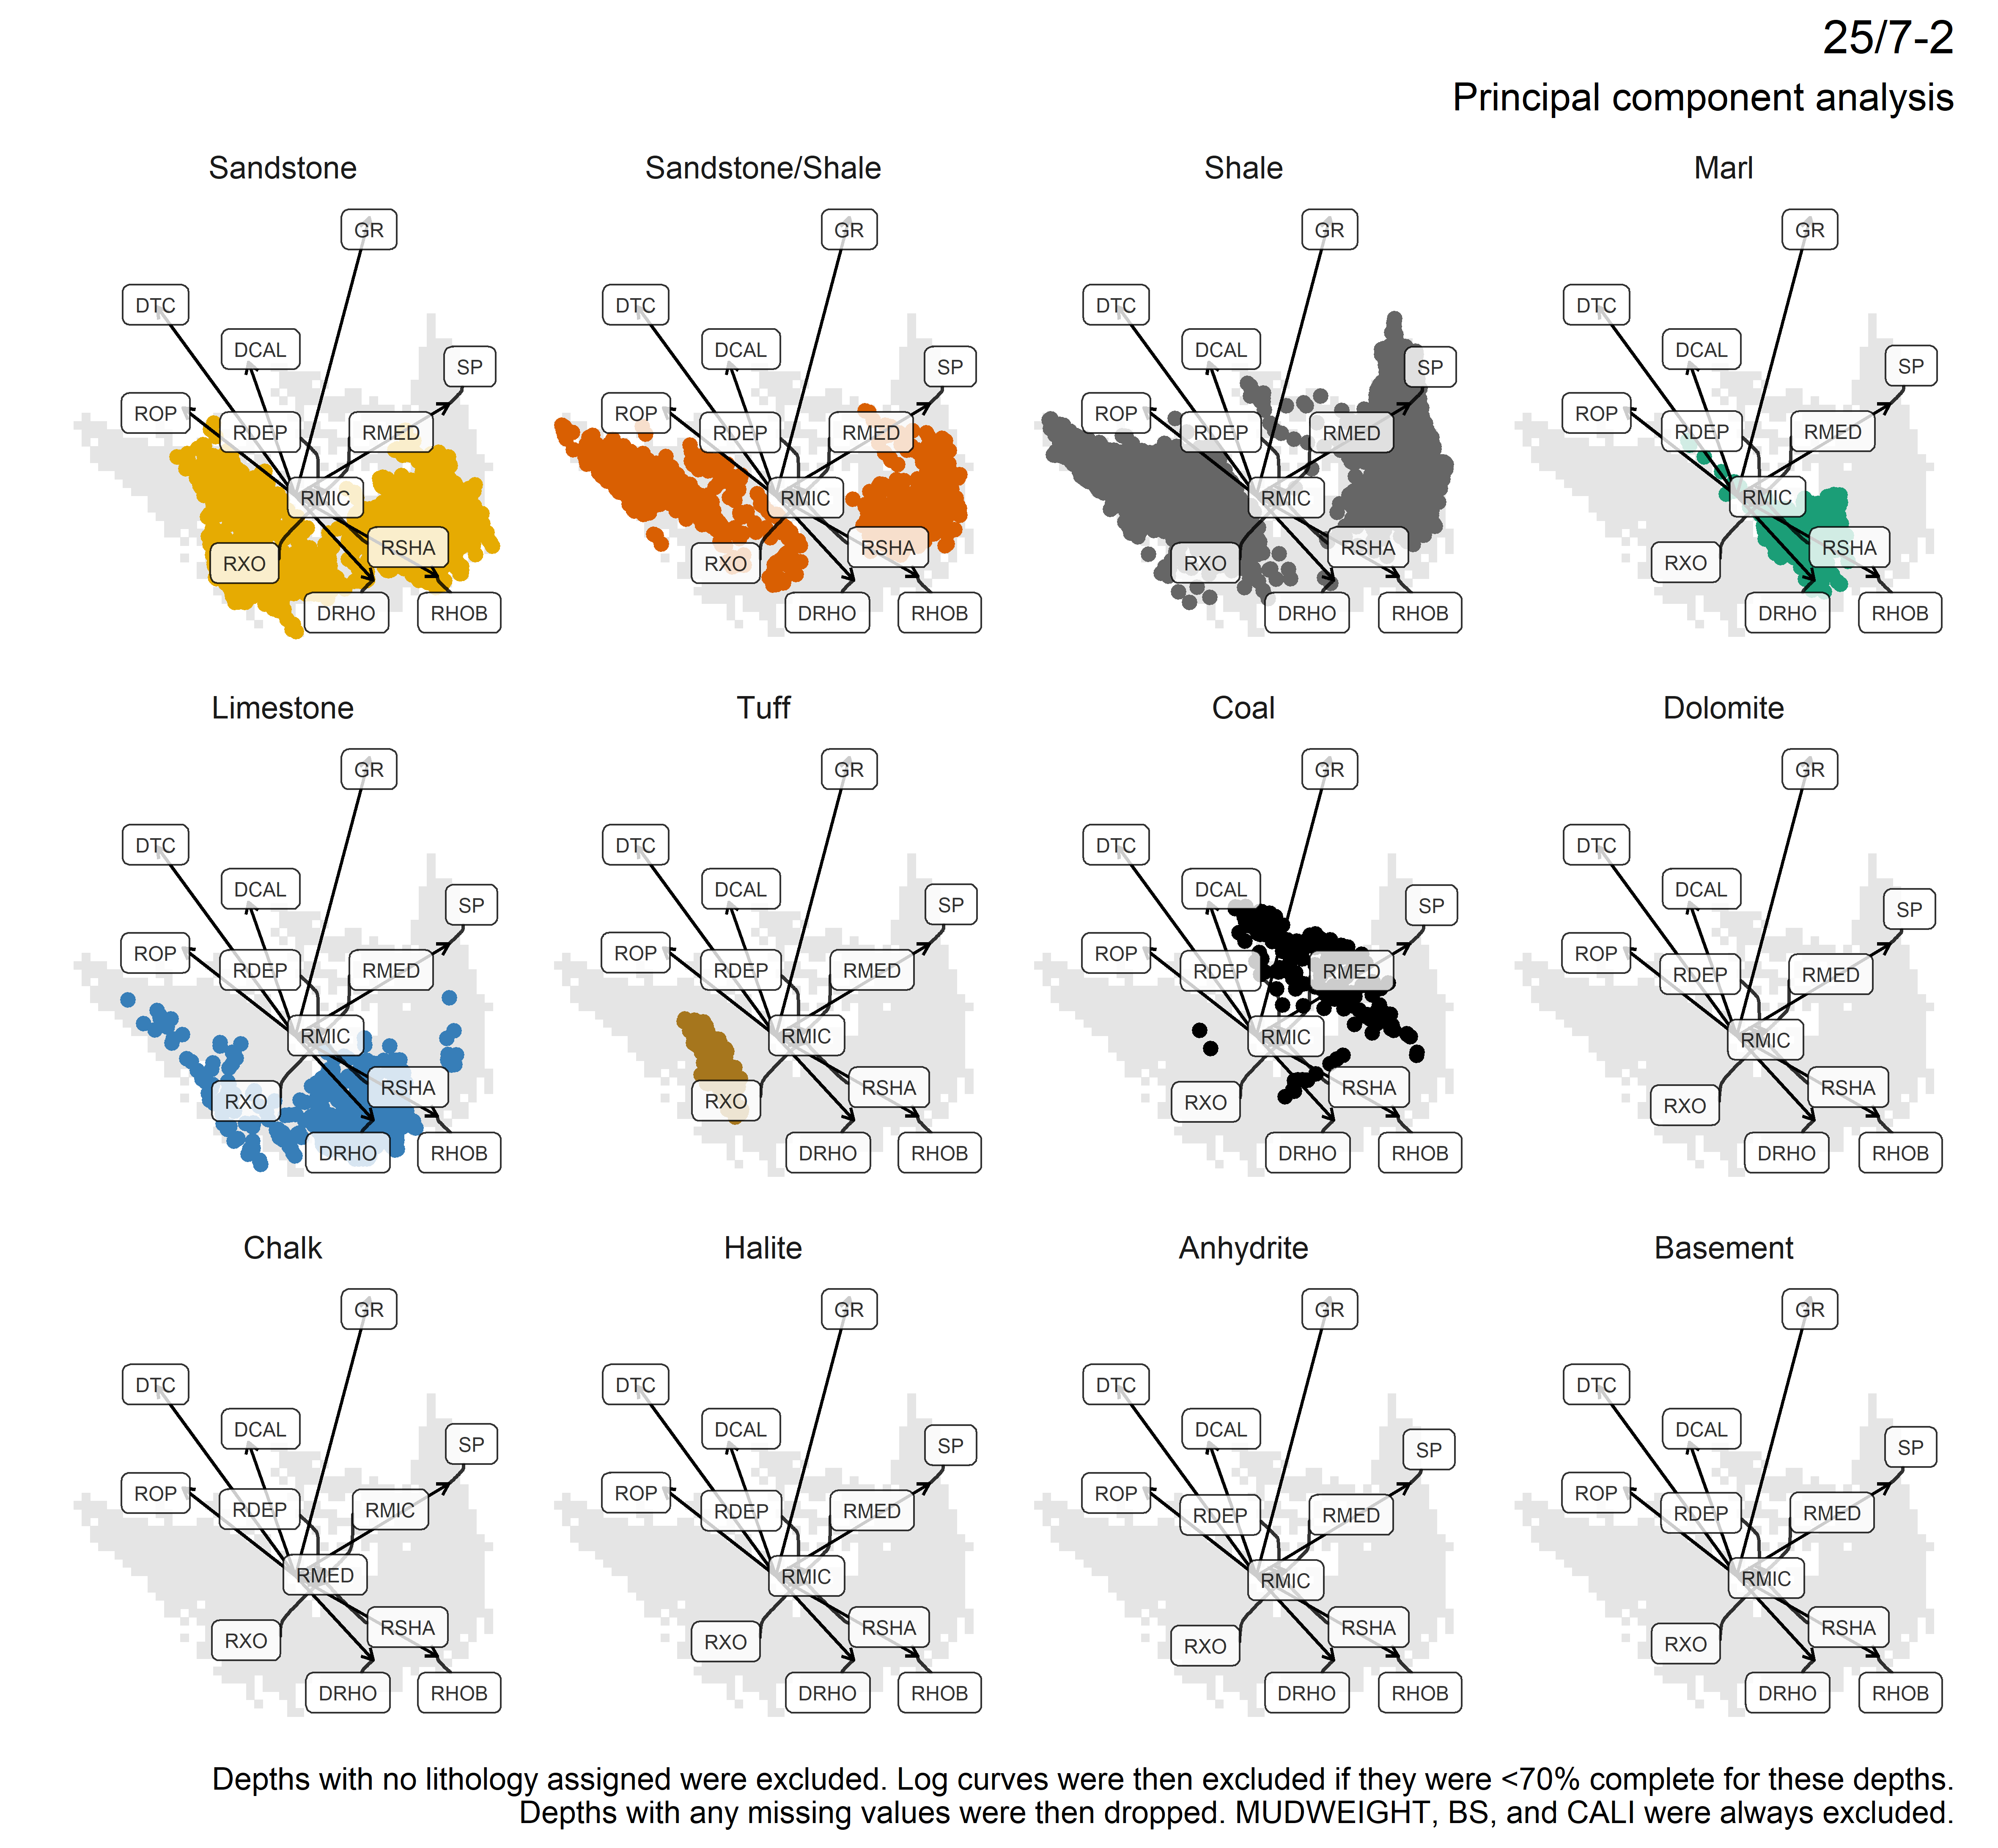 25/7-2
Principal component analysis
Sandstone
GR
DTC
DCAL
SP
ROP
RDEP
RMED
RMIC
RSHA
RXO
DRHO
RHOB
Sandstone/Shale
GR
DTC
DCAL
SP
ROP
RDEP
RMED
RMIC
RSHA
RXO
DRHO
RHOB
Shale
GR
DTC
DCAL
SP
ROP
RDEP
RMED
RMIC
RSHA
RXO
DRHO
RHOB
Marl
GR
DTC
DCAL
SP
ROP
RDEP
RMED
RMIC
RSHA
RXO
DRHO
RHOB
Limestone
GR
DTC
DCAL
SP
ROP
RDEP
RMED
RMIC
RSHA
RXO
DRHO
RHOB
Tuff
GR
DTC
DCAL
SP
ROP
RDEP
RMED
RMIC
RSHA
RXO
DRHO
RHOB
Coal
GR
DTC
DCAL
SP
ROP
RDEP
RMED
RMIC
RSHA
RXO
DRHO
RHOB
Dolomite
GR
DTC
DCAL
SP
ROP
RDEP
RMED
RMIC
RSHA
RXO
DRHO
RHOB
Chalk
GR
DTC
DCAL
SP
ROP
RDEP
RMIC
RMED
RSHA
RXO
DRHO
RHOB
Halite
GR
DTC
DCAL
SP
ROP
RDEP
RMED
RMIC
RSHA
RXO
DRHO
RHOB
Anhydrite
GR
DTC
DCAL
SP
ROP
RDEP
RMED
RMIC
RSHA
RXO
DRHO
RHOB
Basement
GR
DTC
DCAL
SP
ROP
RDEP
RMED
RMIC
RSHA
RXO
DRHO
RHOB
Depths with no lithology assigned were excluded. Log curves were then excluded if they were <70% complete for these depths.
Depths with any missing values were then dropped. MUDWEIGHT, BS, and CALI were always excluded.